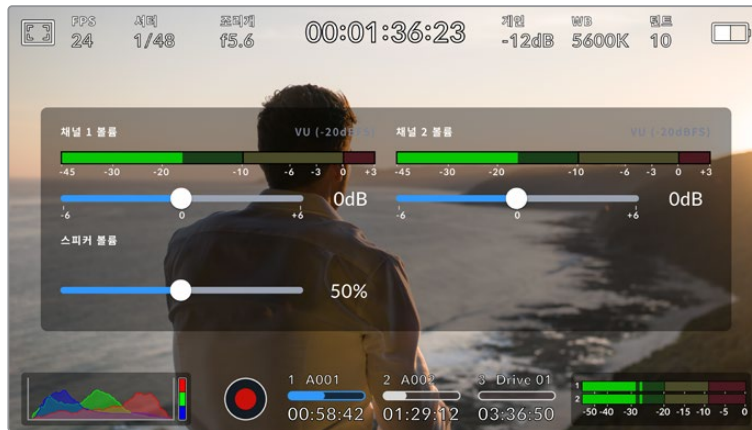 FPS 셔터 조리개 00:01:36:23 게인 WB 틴트
24 1/48 f5.6 -12dB 5600K 10
채널 1 볼륨 VU (-20dBFS) 채널 2 볼륨 VU (-20dBFS)
-45 -30 -20 -10 -6 -3 0 +3 -45 -30 -20 -10 -6 -3 0 +3
0dB 0dB
-6 0 +6 -6 0 +6
스피커 볼륨
50%
1 A001 2 A002 3 Drive 01
00:58:42 01:29:12 03:36:50
1
2
-50 -40 -30 -20 -15 -10 -5 0